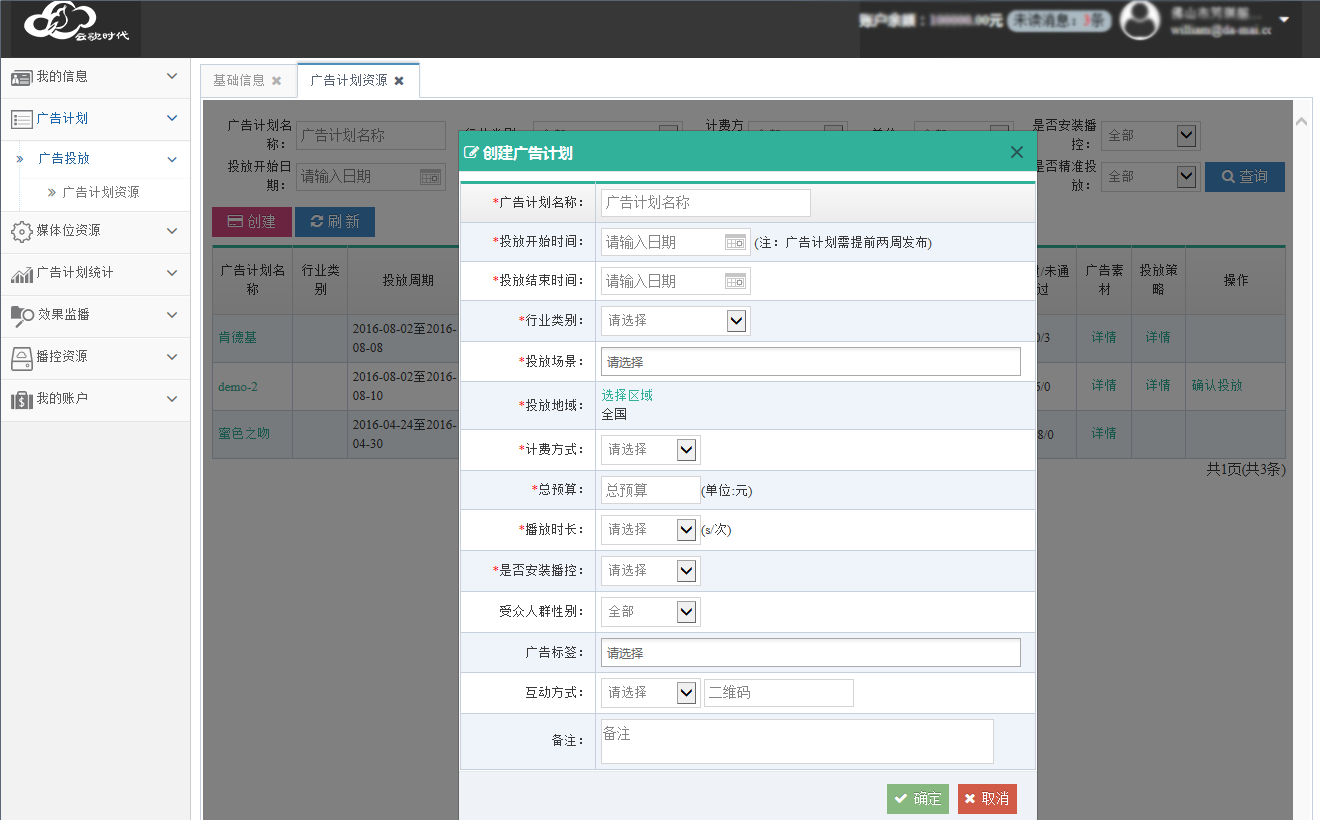 云砍时代
账户余额：100000.00元
未读消息：3条
我的信息
广告计划
广告投放
广告计划资源
媒体位资源
广告计划统计
效果监播
播控资源
我的账户
基础信息
广告计划资源
广告计划名称：
广告计划名称
计费方
是否安装播控：
全部
投放开始日期：
请输入日期
是否精准投放：
全部
查询
创建
刷新
广告计划名称
行业类别
投放周期
/未通过
广告素材
投放策略
操作
肯德基
2016-08-02至2016-08-08
0/3
详情
详情
demo-2
2016-08-02至2016-08-10
5/0
详情
详情
确认投放
蜜色之吻
2016-04-24至2016-04-30
8/0
详情
共1页(共3条)
创建广告计划
*广告计划名称：
广告计划名称
*投放开始时间：
请输入日期
(注：广告计划需提前两周发布)
*投放结束时间：
请输入日期
*行业类别：
请选择
*投放场景：
请选择
*投放地域：
选择区域
全国
*计费方式：
请选择
*总预算：
总预算
(单位:元)
*播放时长：
请选择
(s/次)
*是否安装播控：
请选择
受众人群性别：
全部
广告标签：
请选择
互动方式：
请选择
二维码
备注：
备注
确定
取消